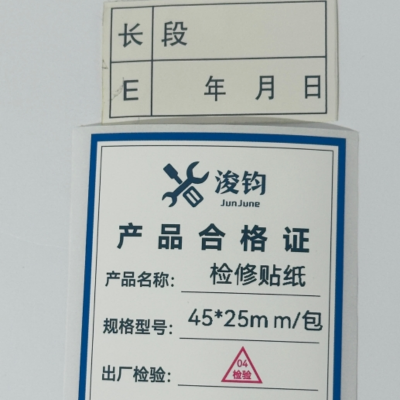 长 段
E 年 月 日
浚钧
JunJune
产品合格证
产品名称: 检修贴纸
规格型号: 45*25mm/包
出厂检验: 04
检验